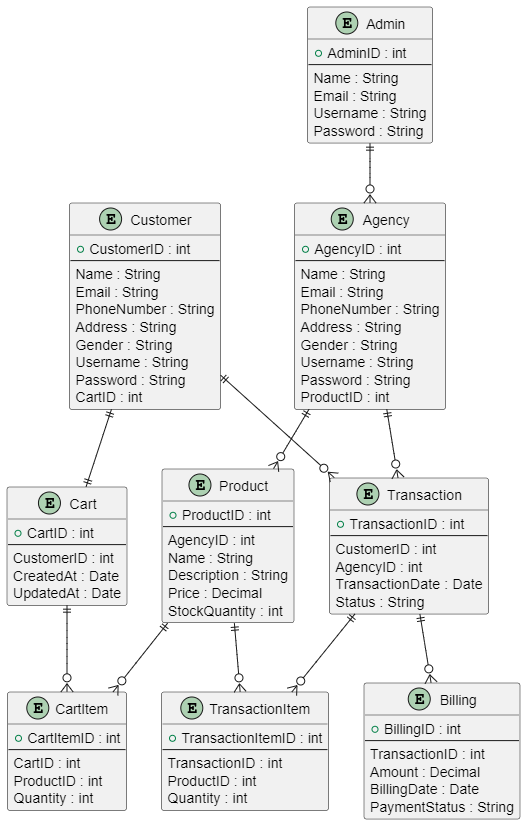 E Admin
AdminID : int
Name : String
Email : String
Username : String
Password : String
E Customer
CustomerID : int
Name : String
Email : String
PhoneNumber : String
Address : String
Gender : String
Username : String
Password : String
CartID : int
E Agency
AgencyID : int
Name : String
Email : String
PhoneNumber : String
Address : String
Gender : String
Username : String
Password : String
ProductID : int
E Cart
CartID : int
CustomerID : int
CreatedAt : Date
UpdatedAt : Date
E Product
ProductID : int
AgencyID : int
Name : String
Description : String
Price : Decimal
StockQuantity : int
E Transaction
TransactionID : int
CustomerID : int
AgencyID : int
TransactionDate : Date
Status : String
E CartItem
CartItemID : int
CartID : int
ProductID : int
Quantity : int
E TransactionItem
TransactionItemID : int
TransactionID : int
ProductID : int
Quantity : int
E Billing
BillingID : int
TransactionID : int
Amount : Decimal
BillingDate : Date
PaymentStatus : String